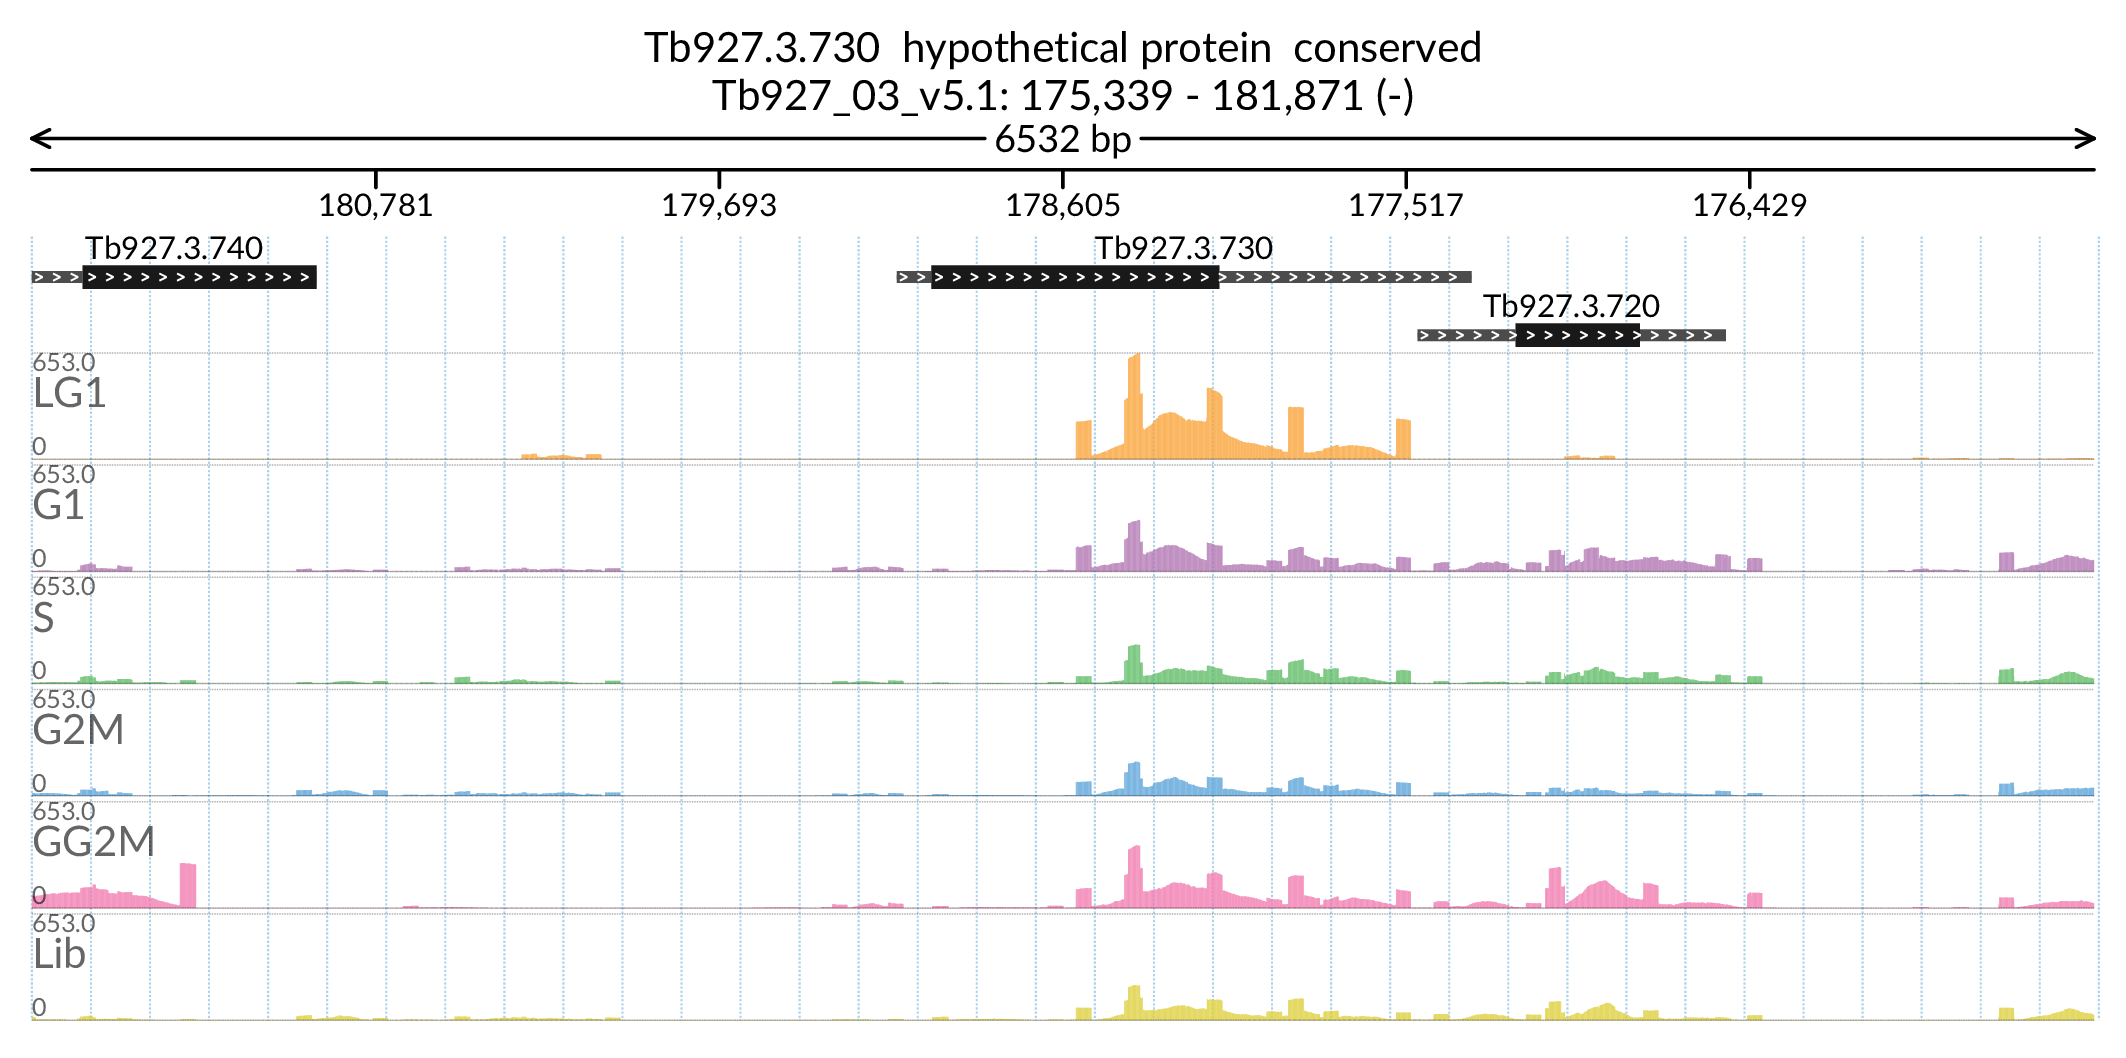 Tb927.3.730 hypothetical protein conserved
Tb927_03_v5.1: 175,339 - 181,871 (-)
6532 bp
180,781 179,693 178,605 177,517 176,429
Tb927.3.740 Tb927.3.730
Tb927.3.720
653.0
LG1
0
653.0
G1
0
653.0
S
0
653.0
G2M
0
653.0
GG2M
0
653.0
Lib
0